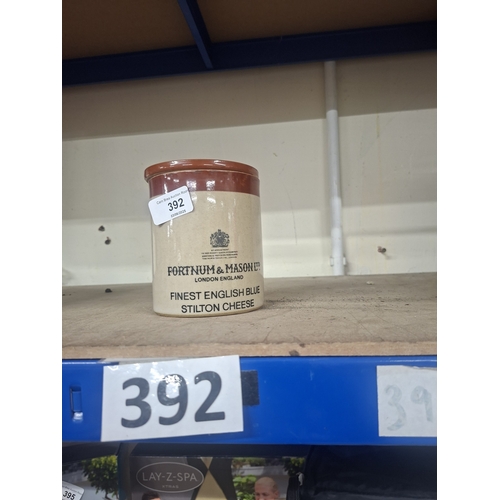 392
FORTNUM & MASON LTD
LONDON ENGLAND
FINEST ENGLISH BLUE
STILTON CHEESE
392
39
LAY-Z-SPA
395